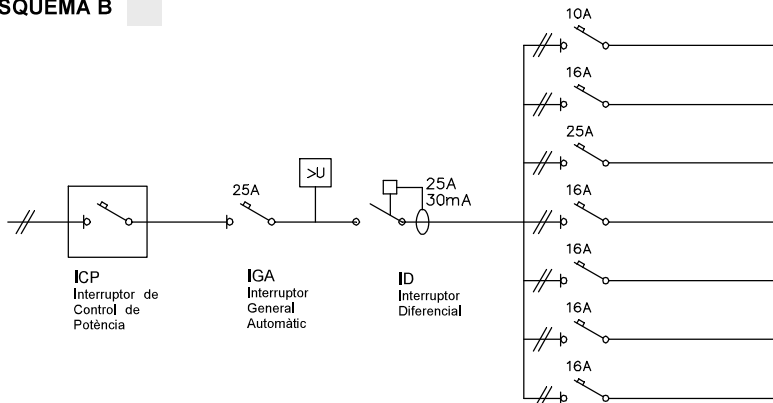 SQUEMA B
10A
16A
25A
16A
16A
16A
16A
>U
25A
25A
30mA
ICP
Interruptor de
Control de
Potència
IGA
Interruptor
General
Automàtic
ID
Interruptor
Diferencial